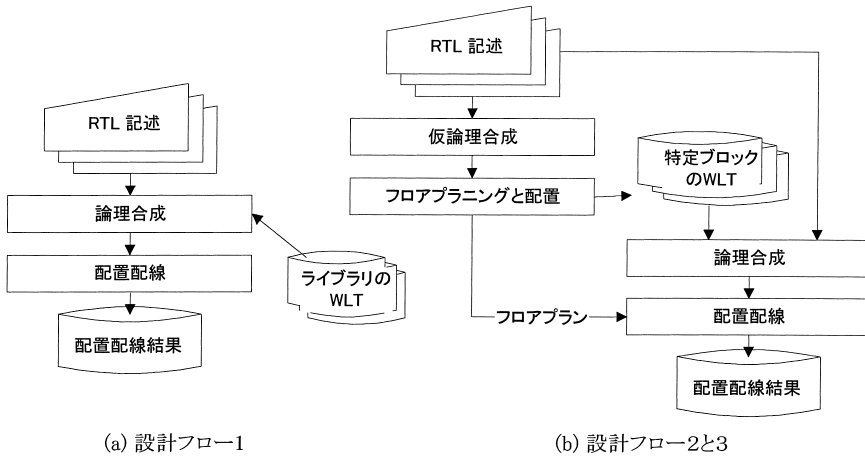 RTL 記述
論理合成
配置配線
ライブラリの
WLT
配置配線結果
(a) 設計フロー1
RTL 記述
仮論理合成
フロアプラニングと配置
特定ブロック
のWLT
論理合成
フロアプラン
配置配線
配置配線結果
(b) 設計フロー2と3